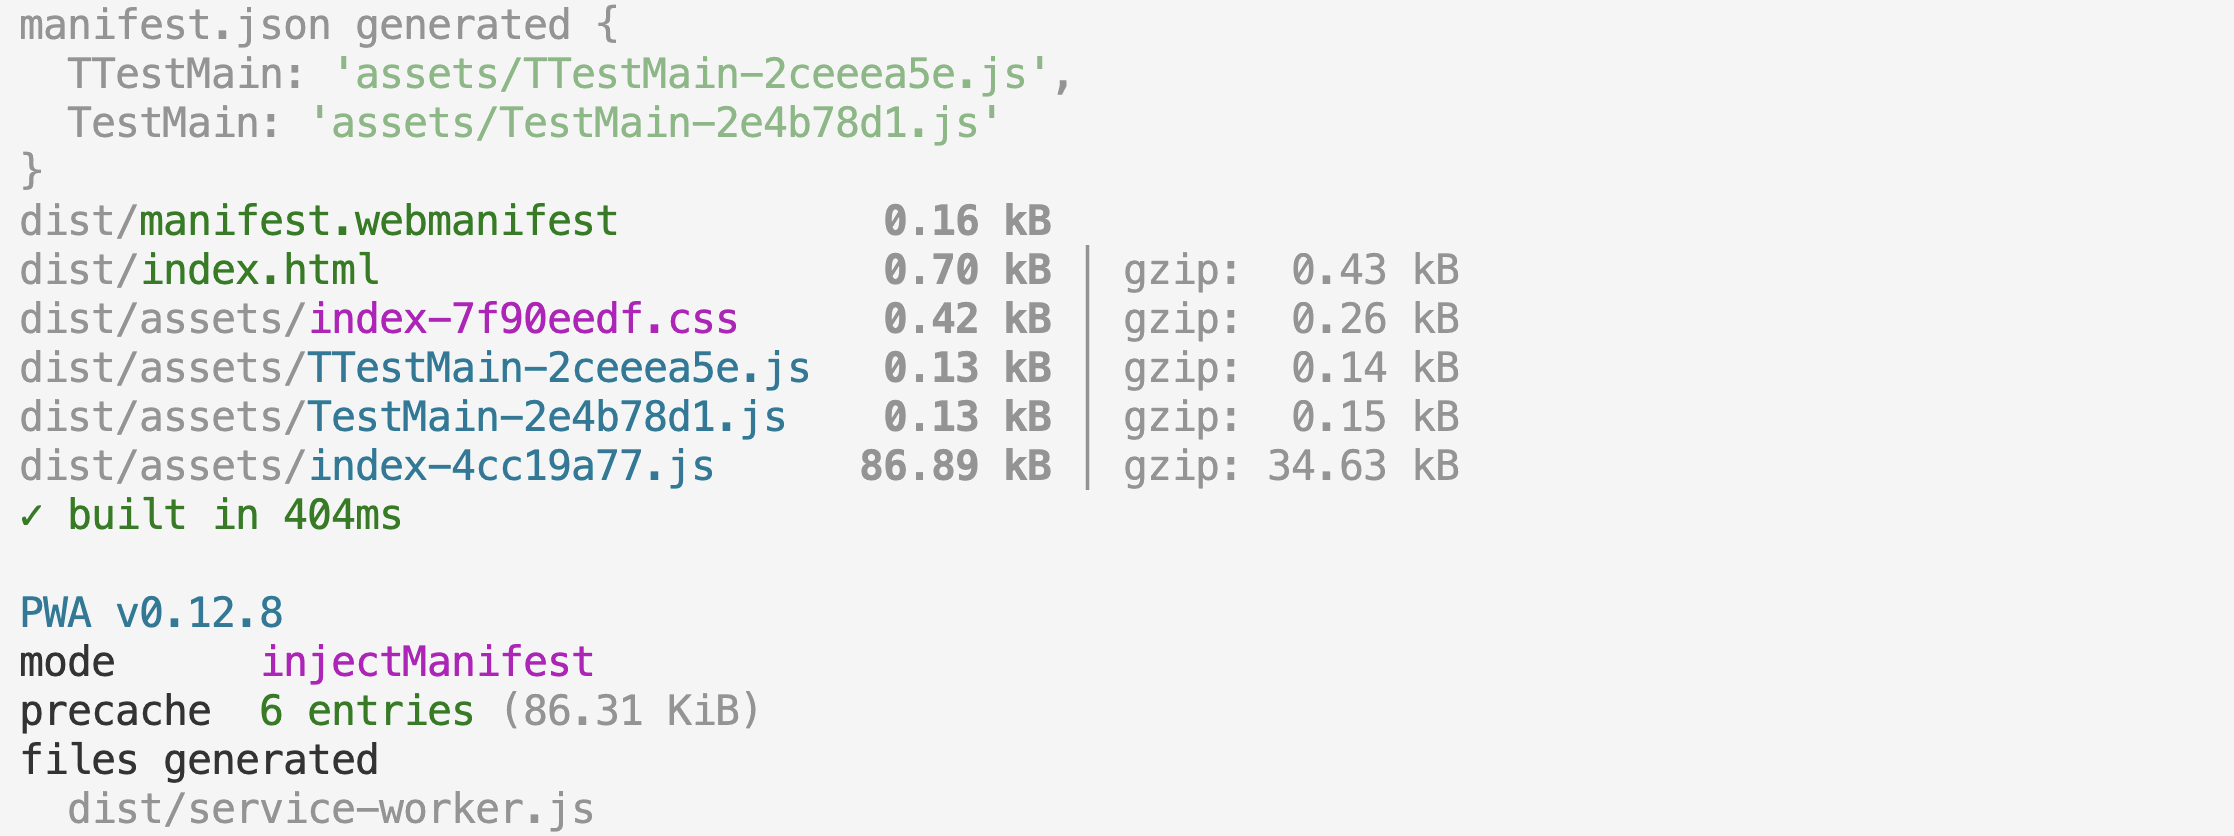 manifest.json generated {
  TTestMain: 'assets/TTestMain-2ceeea5e.js',
  TestMain: 'assets/TestMain-2e4b78d1.js'
}
dist/manifest.webmanifest           0.16 kB
dist/index.html                     0.70 kB │ gzip:  0.43 kB
dist/assets/index-7f90eedf.css      0.42 kB │ gzip:  0.26 kB
dist/assets/TTestMain-2ceeea5e.js   0.13 kB │ gzip:  0.14 kB
dist/assets/TestMain-2e4b78d1.js    0.13 kB │ gzip:  0.15 kB
dist/assets/index-4cc19a77.js      86.89 kB │ gzip: 34.63 kB
✓ built in 404ms

PWA v0.12.8
mode      injectManifest
precache  6 entries (86.31 KiB)
files generated
  dist/service-worker.js